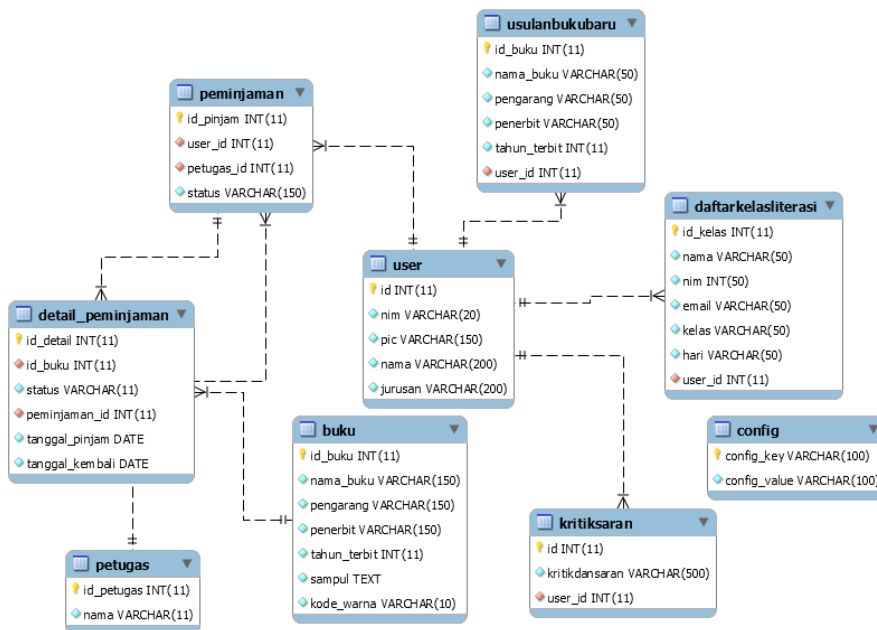 usulanbukubaru
id_buku INT(11)
nama_buku VARCHAR(50)
pengarang VARCHAR(50)
penerbit VARCHAR(50)
tahun_terbit INT(11)
user_id INT(11)
peminjaman
id_pinjam INT(11)
user_id INT(11)
petugas_id INT(11)
status VARCHAR(150)
daftarkelasliterasi
id_kelas INT(11)
nama VARCHAR(50)
nim INT(50)
email VARCHAR(50)
kelas VARCHAR(50)
hari VARCHAR(50)
user_id INT(11)
user
id INT(11)
nim VARCHAR(20)
pic VARCHAR(150)
nama VARCHAR(200)
jurusan VARCHAR(200)
detail_peminjaman
id_detail INT(11)
id_buku INT(11)
status VARCHAR(11)
peminjaman_id INT(11)
tanggal_pinjam DATE
tanggal_kembali DATE
buku
id_buku INT(11)
nama_buku VARCHAR(150)
pengarang VARCHAR(150)
penerbit VARCHAR(150)
tahun_terbit INT(11)
sampul TEXT
kode_warna VARCHAR(10)
config
config_key VARCHAR(100)
config_value VARCHAR(100)
kritiksaran
id INT(11)
kritikdansaran VARCHAR(500)
user_id INT(11)
petugas
id_petugas INT(11)
nama VARCHAR(11)